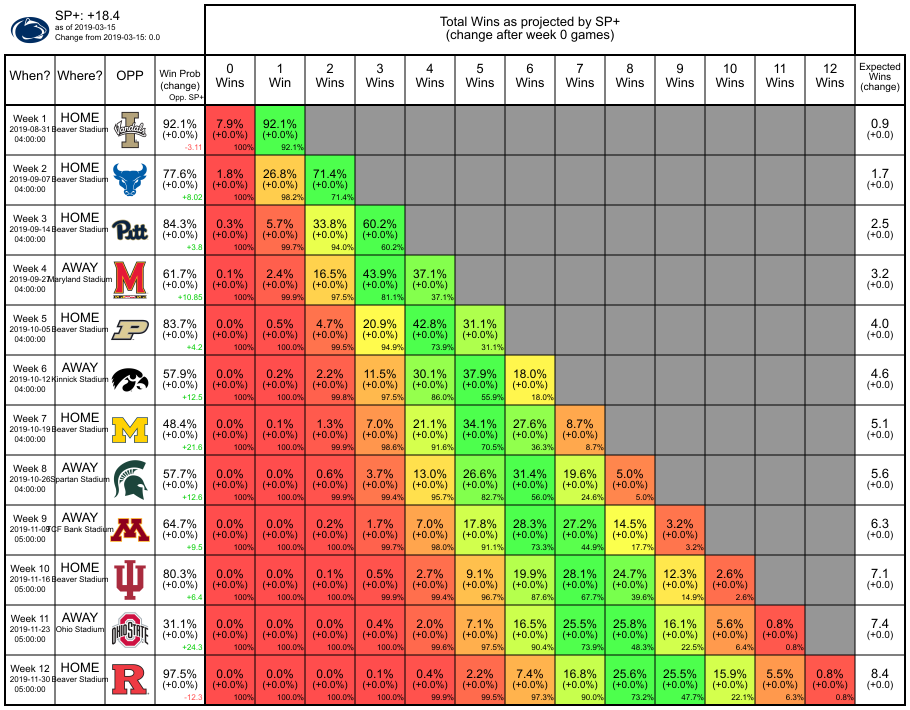 SP+: +18.4
as of 2019-03-15
Change from 2019-03-15: 0.0
Total Wins as projected by SP+
(change after week 0 games)
When? Where? OPP Win Prob (change) Opp. SP+ 0 Wins 1 Win 2 Wins 3 Wins 4 Wins 5 Wins 6 Wins 7 Wins 8 Wins 9 Wins 10 Wins 11 Wins 12 Wins Expected Wins (change)
Week 1 HOME 92.1% 7.9% 92.1% 0.9
2019-08-31 Beaver Stadium Vandals (+0.0%) (+0.0%) (+0.0%) (+0.0)
04:00:00 -3.11 100% 92.1%
Week 2 HOME 77.6% 1.8% 26.8% 71.4% 1.7
2019-09-07 Beaver Stadium (+0.0%) (+0.0%) (+0.0%) (+0.0%) (+0.0)
04:00:00 +8.02 100% 98.2% 71.4%
Week 3 HOME 84.3% 0.3% 5.7% 33.8% 60.2% 2.5
2019-09-14 Beaver Stadium Pitt (+0.0%) (+0.0%) (+0.0%) (+0.0%) (+0.0%) (+0.0)
04:00:00 +3.8 100% 99.7% 94.0% 60.2%
Week 4 AWAY 61.7% 0.1% 2.4% 16.5% 43.9% 37.1% 3.2
2019-09-27 Maryland Stadium M (+0.0%) (+0.0%) (+0.0%) (+0.0%) (+0.0%) (+0.0%) (+0.0)
04:00:00 +10.85 100% 99.9% 97.5% 81.1% 37.1%
Week 5 HOME 83.7% 0.0% 0.5% 4.7% 20.9% 42.8% 31.1% 4.0
2019-10-05 Beaver Stadium P (+0.0%) (+0.0%) (+0.0%) (+0.0%) (+0.0%) (+0.0%) (+0.0%) (+0.0)
04:00:00 +4.2 100% 100.0% 99.5% 94.9% 73.9% 31.1%
Week 6 AWAY 57.9% 0.0% 0.2% 2.2% 11.5% 30.1% 37.9% 18.0% 4.6
2019-10-12 Kinnick Stadium (+0.0%) (+0.0%) (+0.0%) (+0.0%) (+0.0%) (+0.0%) (+0.0%) (+0.0%) (+0.0)
04:00:00 +12.5 100% 100.0% 99.8% 97.5% 86.0% 55.9% 18.0%
Week 7 HOME 48.4% 0.0% 0.1% 1.3% 7.0% 21.1% 34.1% 27.6% 8.7% 5.1
2019-10-19 Beaver Stadium M (+0.0%) (+0.0%) (+0.0%) (+0.0%) (+0.0%) (+0.0%) (+0.0%) (+0.0%) (+0.0%) (+0.0)
04:00:00 +21.6 100% 100.0% 99.9% 98.6% 91.6% 70.5% 36.3% 8.7%
Week 8 AWAY 57.7% 0.0% 0.0% 0.6% 3.7% 13.0% 26.6% 31.4% 19.6% 5.0% 5.6
2019-10-26 Spartan Stadium (+0.0%) (+0.0%) (+0.0%) (+0.0%) (+0.0%) (+0.0%) (+0.0%) (+0.0%) (+0.0%) (+0.0%) (+0.0)
04:00:00 +12.6 100% 100.0% 99.9% 99.4% 95.7% 82.7% 56.0% 24.6% 5.0%
Week 9 AWAY 64.7% 0.0% 0.0% 0.2% 1.7% 7.0% 17.8% 28.3% 27.2% 14.5% 3.2% 6.3
2019-11-09 TCF Bank Stadium M (+0.0%) (+0.0%) (+0.0%) (+0.0%) (+0.0%) (+0.0%) (+0.0%) (+0.0%) (+0.0%) (+0.0%) (+0.0%) (+0.0)
05:00:00 +9.5 100% 100.0% 100.0% 99.7% 98.0% 91.1% 73.3% 44.9% 17.7% 3.2%
Week 10 HOME 80.3% 0.0% 0.0% 0.1% 0.5% 2.7% 9.1% 19.9% 28.1% 24.7% 12.3% 2.6% 7.1
2019-11-16 Beaver Stadium (+0.0%) (+0.0%) (+0.0%) (+0.0%) (+0.0%) (+0.0%) (+0.0%) (+0.0%) (+0.0%) (+0.0%) (+0.0%) (+0.0%) (+0.0)
05:00:00 +6.4 100% 100.0% 100.0% 99.9% 99.4% 96.7% 87.6% 67.7% 39.6% 14.9% 2.6%
Week 11 AWAY 31.1% 0.0% 0.0% 0.0% 0.4% 2.0% 7.1% 16.5% 25.5% 25.8% 16.1% 5.6% 0.8% 7.4
2019-11-23 Ohio Stadium OHIO STATE (+0.0%) (+0.0%) (+0.0%) (+0.0%) (+0.0%) (+0.0%) (+0.0%) (+0.0%) (+0.0%) (+0.0%) (+0.0%) (+0.0%) (+0.0%) (+0.0)
05:00:00 +24.3 100% 100.0% 100.0% 100.0% 99.6% 97.5% 90.4% 73.9% 48.3% 22.5% 6.4% 0.8%
Week 12 HOME 97.5% 0.0% 0.0% 0.0% 0.1% 0.4% 2.2% 7.4% 16.8% 25.6% 25.5% 15.9% 5.5% 0.8% 8.4
2019-11-30 Beaver Stadium R (+0.0%) (+0.0%) (+0.0%) (+0.0%) (+0.0%) (+0.0%) (+0.0%) (+0.0%) (+0.0%) (+0.0%) (+0.0%) (+0.0%) (+0.0%) (+0.0%) (+0.0)
05:00:00 -12.3 100% 100.0% 100.0% 100.0% 99.9% 99.5% 97.3% 90.0% 73.2% 47.7% 22.1% 6.3% 0.8%